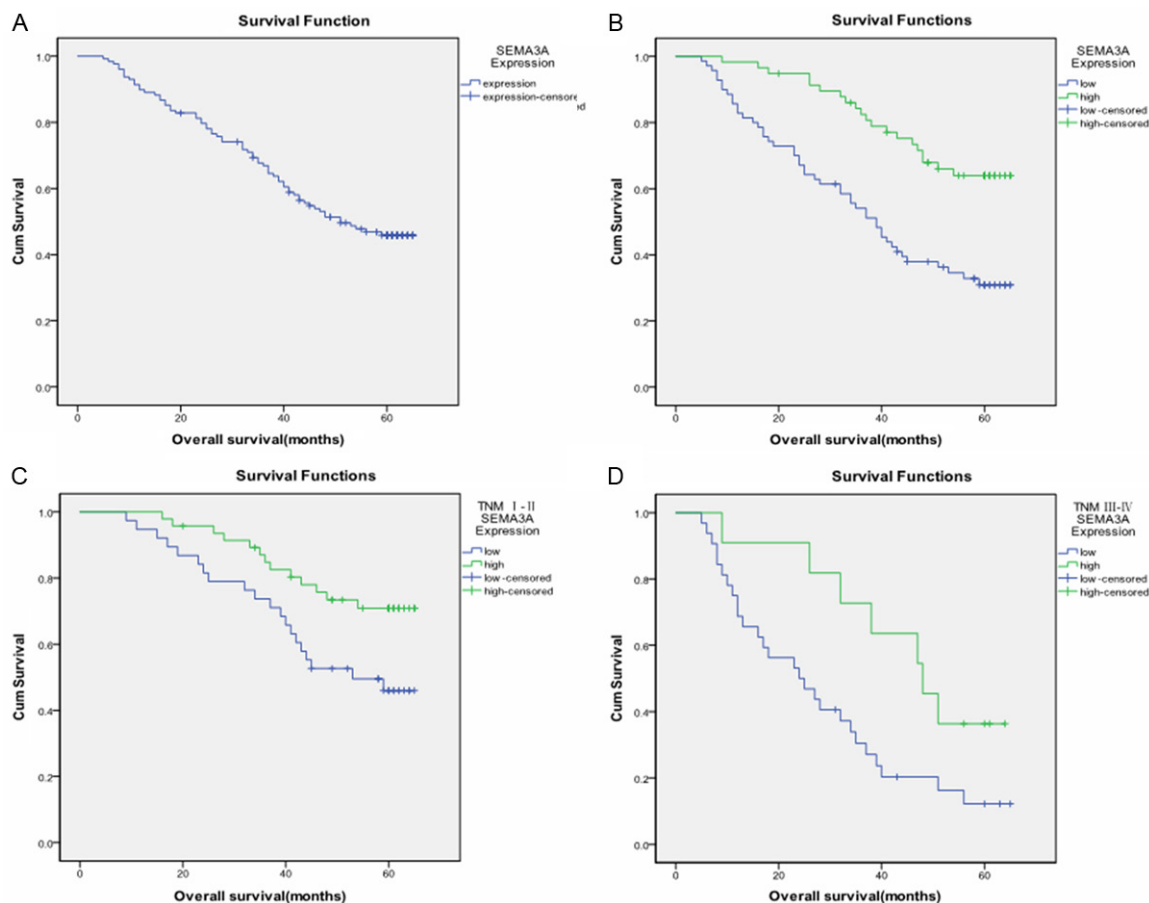 A
Survival Function
SEMA3A
Expression
expression
expression-censored
1.0
0.8
0.6
0.4
0.2
0.0
Cum Survival
0 20 40 60
Overall survival(months)
B
Survival Functions
SEMA3A
Expression
low
high
low-censored
high-censored
1.0
0.8
0.6
0.4
0.2
0.0
Cum Survival
0 20 40 60
Overall survival(months)
C
Survival Functions
TNM I-II
SEMA3A
Expression
low
high
low-censored
high-censored
1.0
0.8
0.6
0.4
0.2
0.0
Cum Survival
0 20 40 60
Overall survival(months)
D
Survival Functions
TNM III-IV
SEMA3A
Expression
low
high
low-censored
high-censored
1.0
0.8
0.6
0.4
0.2
0.0
Cum Survival
0 20 40 60
Overall survival(months)